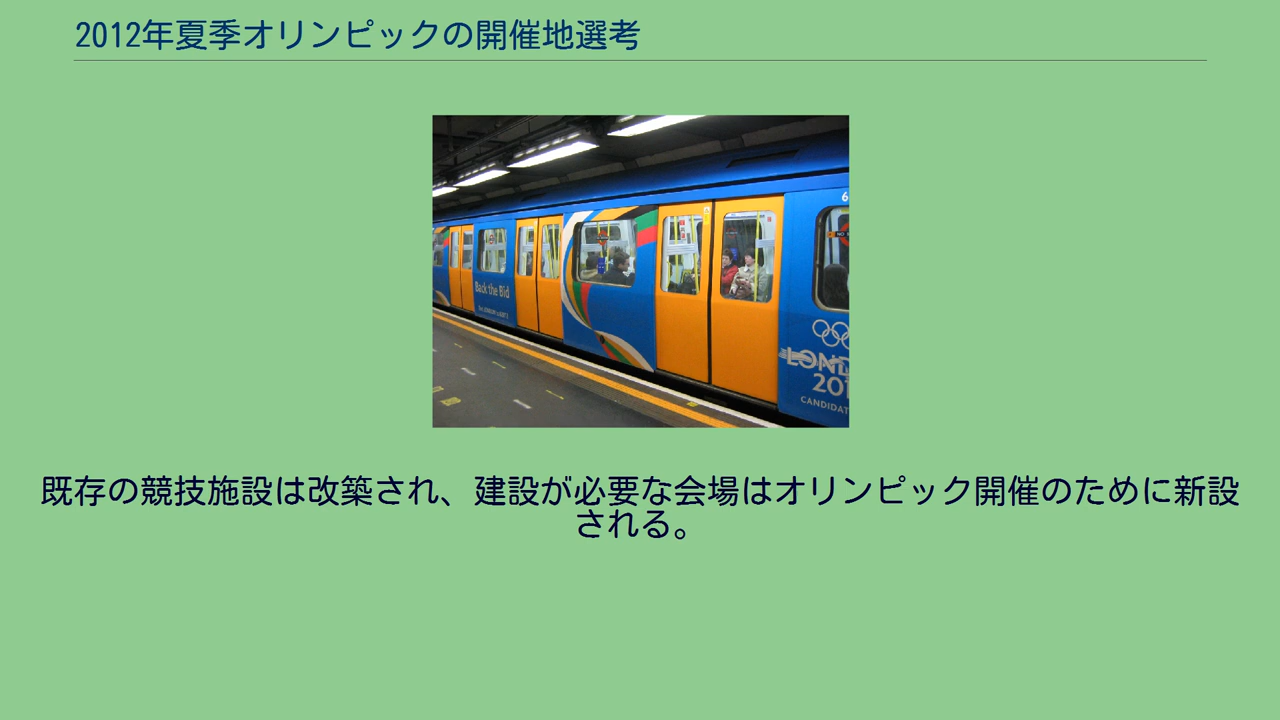 2012年夏季オリンピックの開催地選考
Back the Bid
LOND
201
CANDIDAT
既存の競技施設は改築され、建設が必要な会場はオリンピック開催のために新設
される。